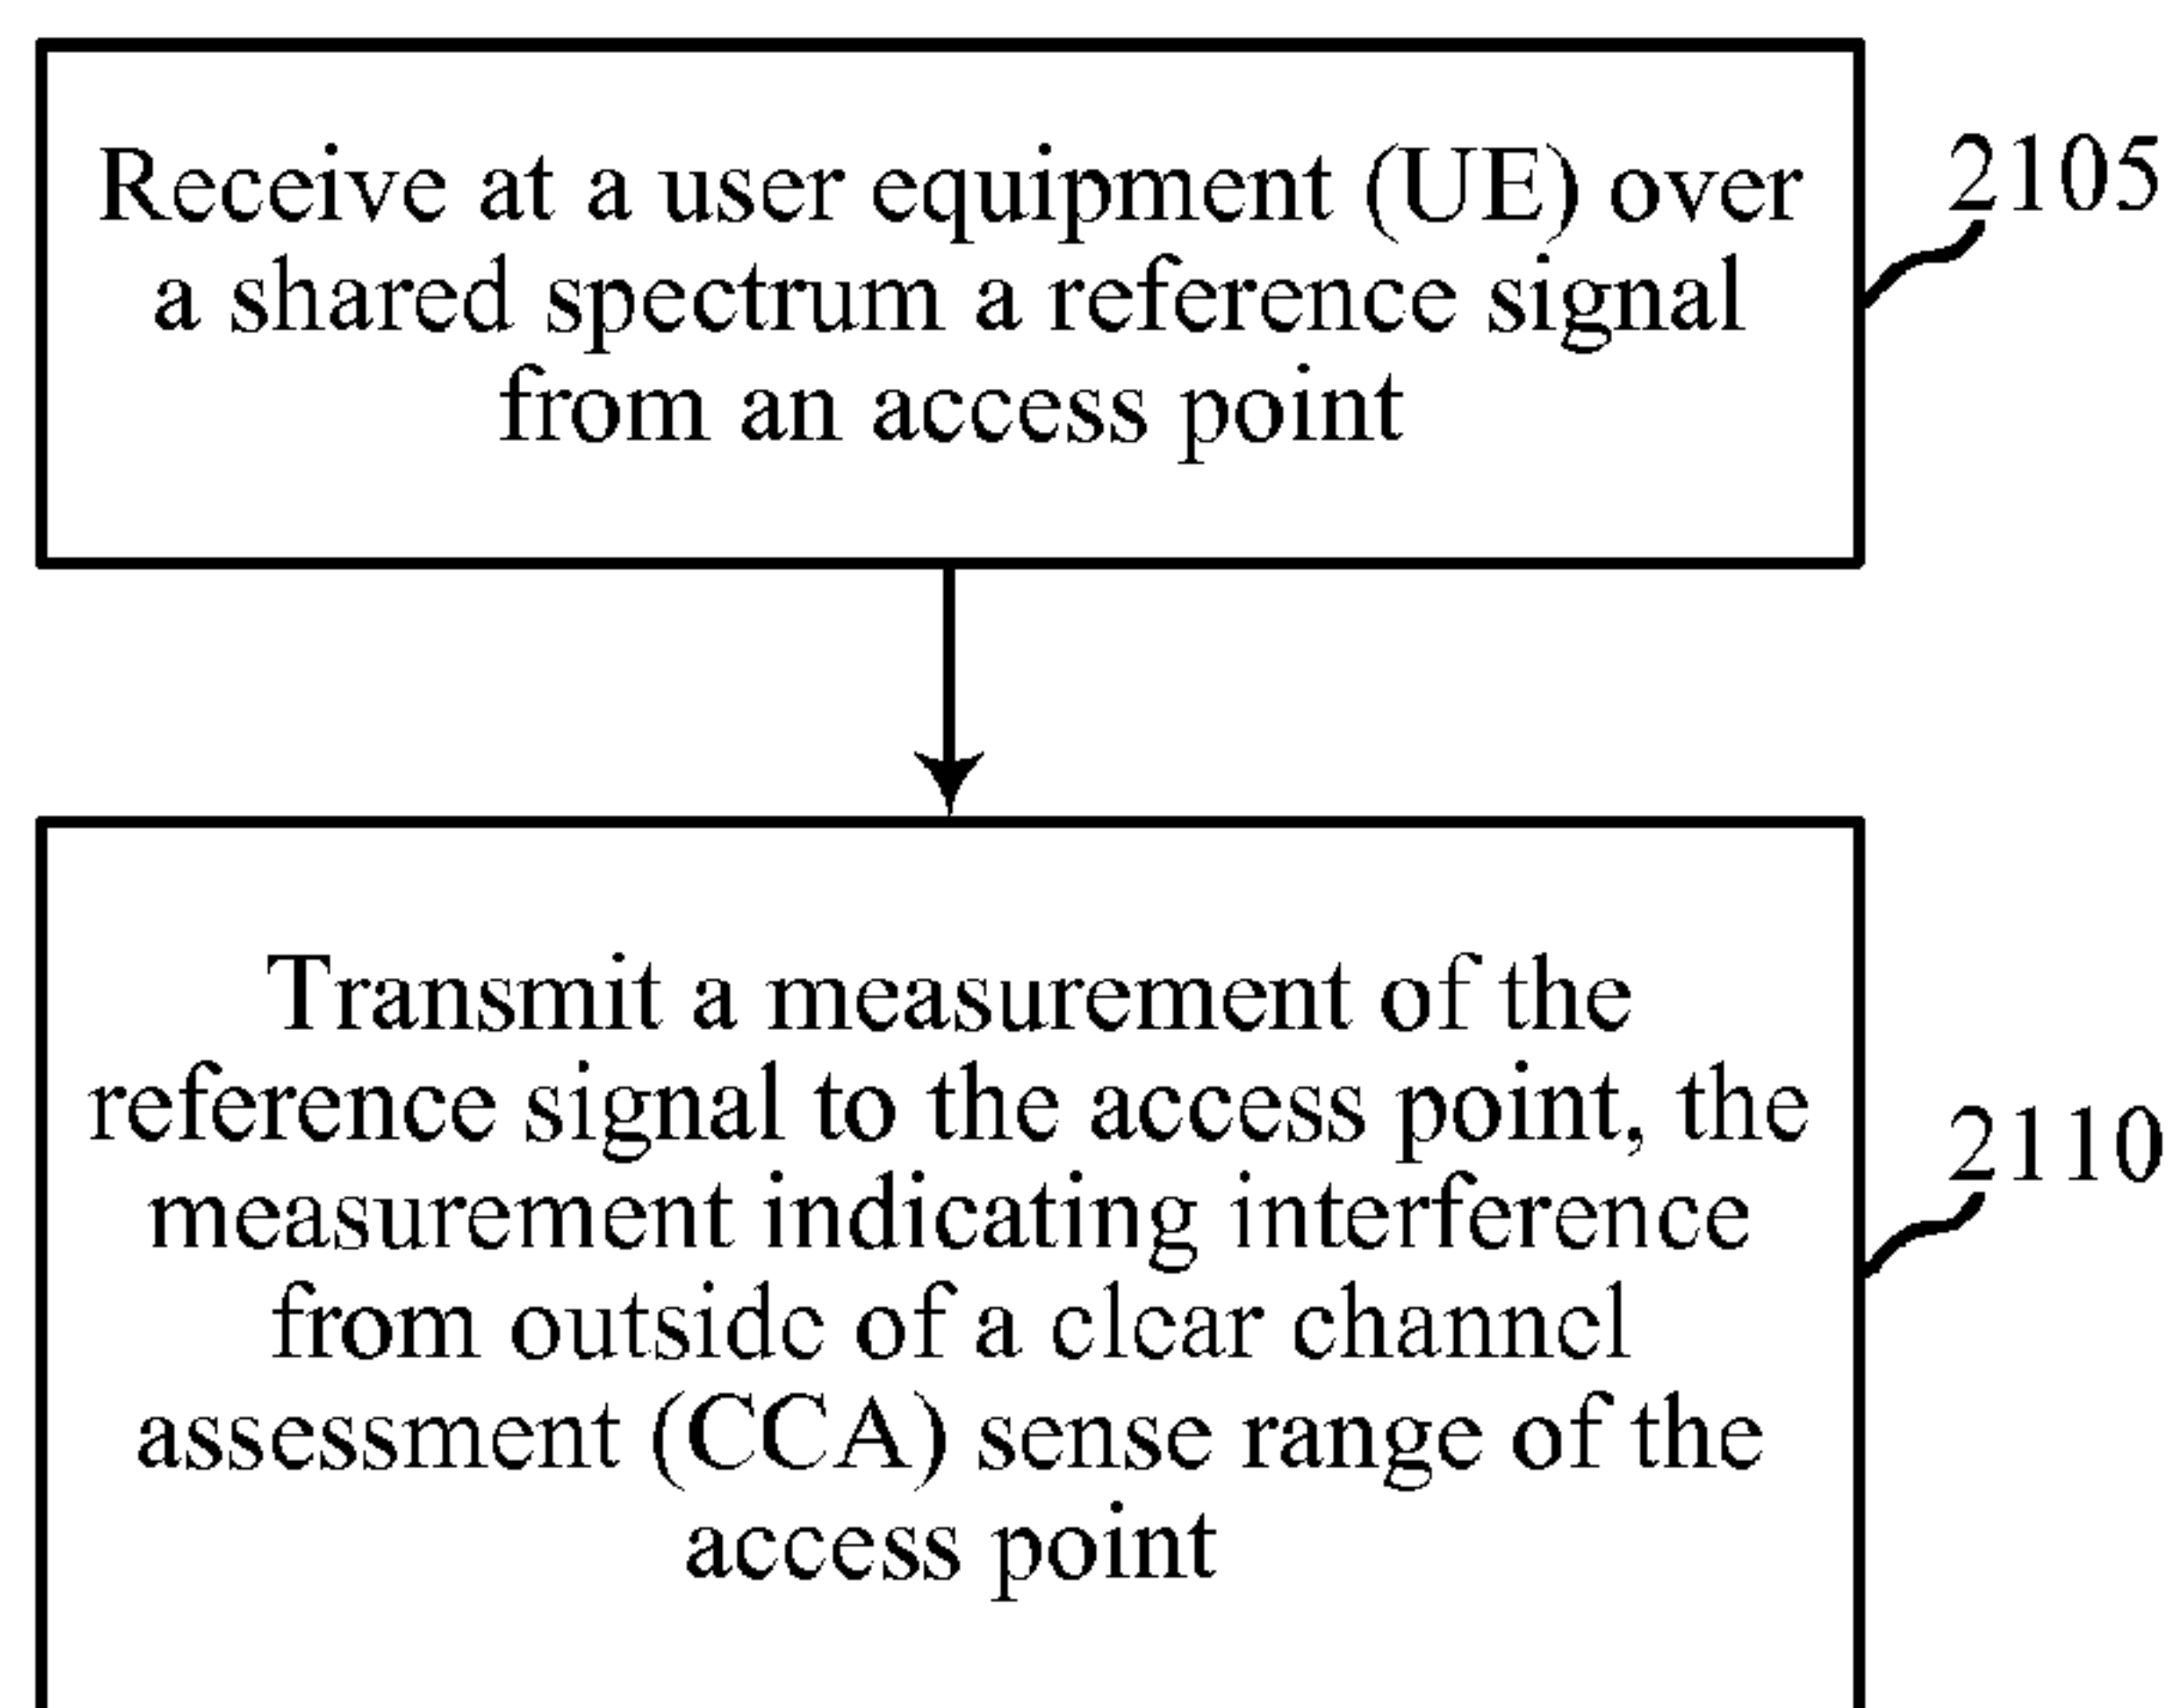 Receive at a user equipment (UE) over
a shared spectrum a reference signal
from an access point
2105
Transmit a measurement of the
reference signal to the access point, the
measurement indicating interference
from outside of a clear channel
assessment (CCA) sense range of the
access point
2110